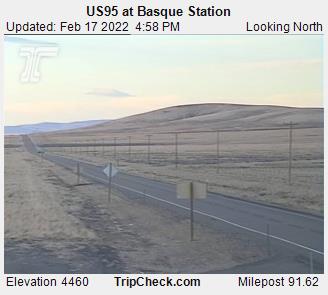 US95 at Basque Station
Updated: Feb 17 2022  4:58 PM Looking North
Elevation 4460 TripCheck.com Milepost 91.62